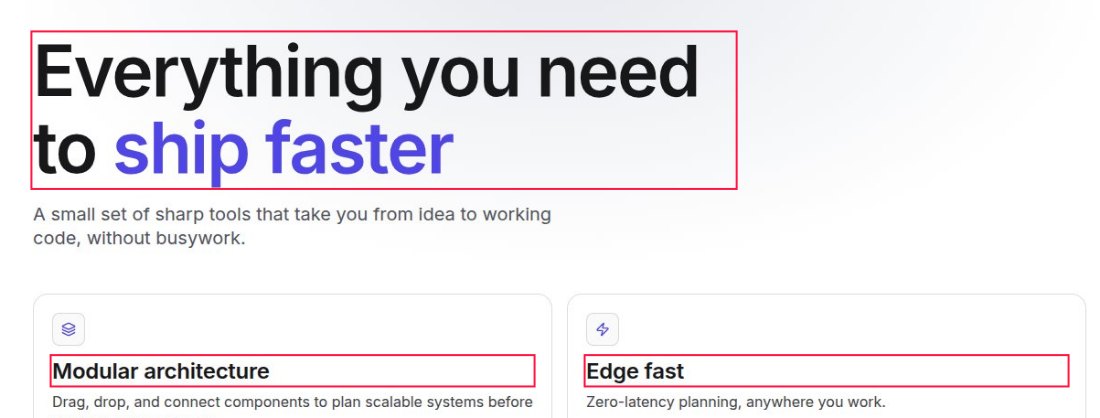 Everything you need
to ship faster
A small set of sharp tools that take you from idea to working
code, without busywork.
Modular architecture
Drag, drop, and connect components to plan scalable systems before
Edge fast
Zero-latency planning, anywhere you work.